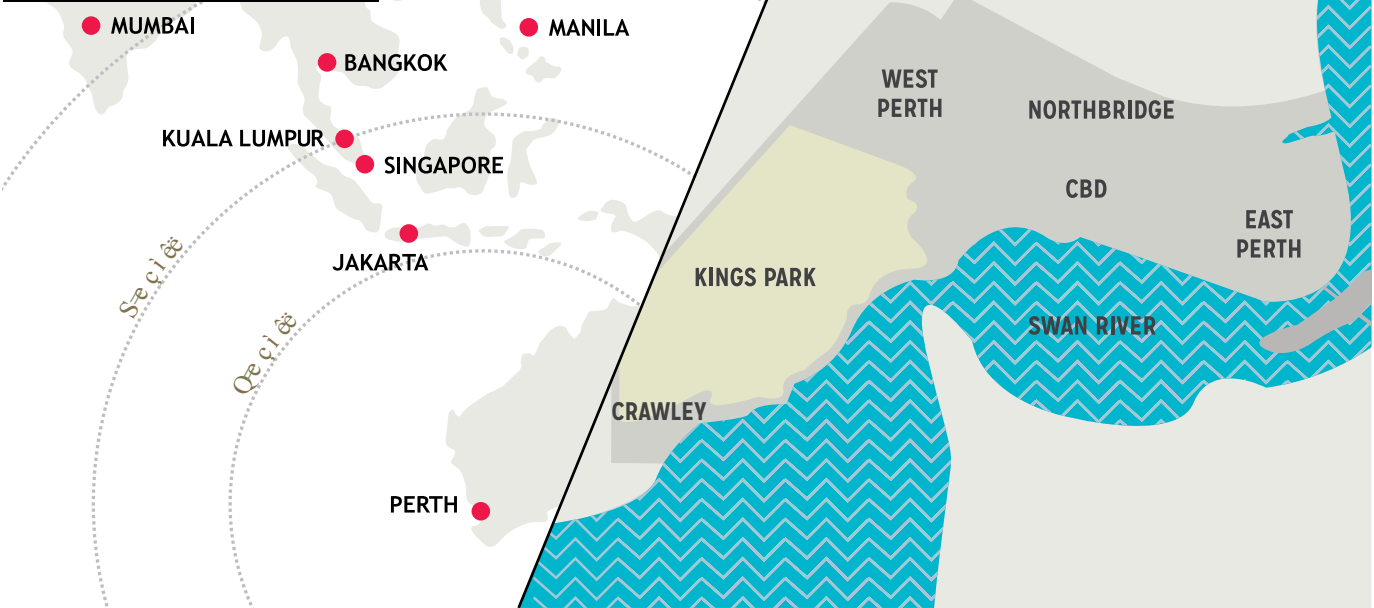 MUMBAI
MANILA
BANGKOK
KUALA LUMPUR
SINGAPORE
JAKARTA
PERTH
WEST
PERTH
NORTHBRIDGE
CBD
EAST
PERTH
KINGS PARK
SWAN RIVER
CRAWLEY